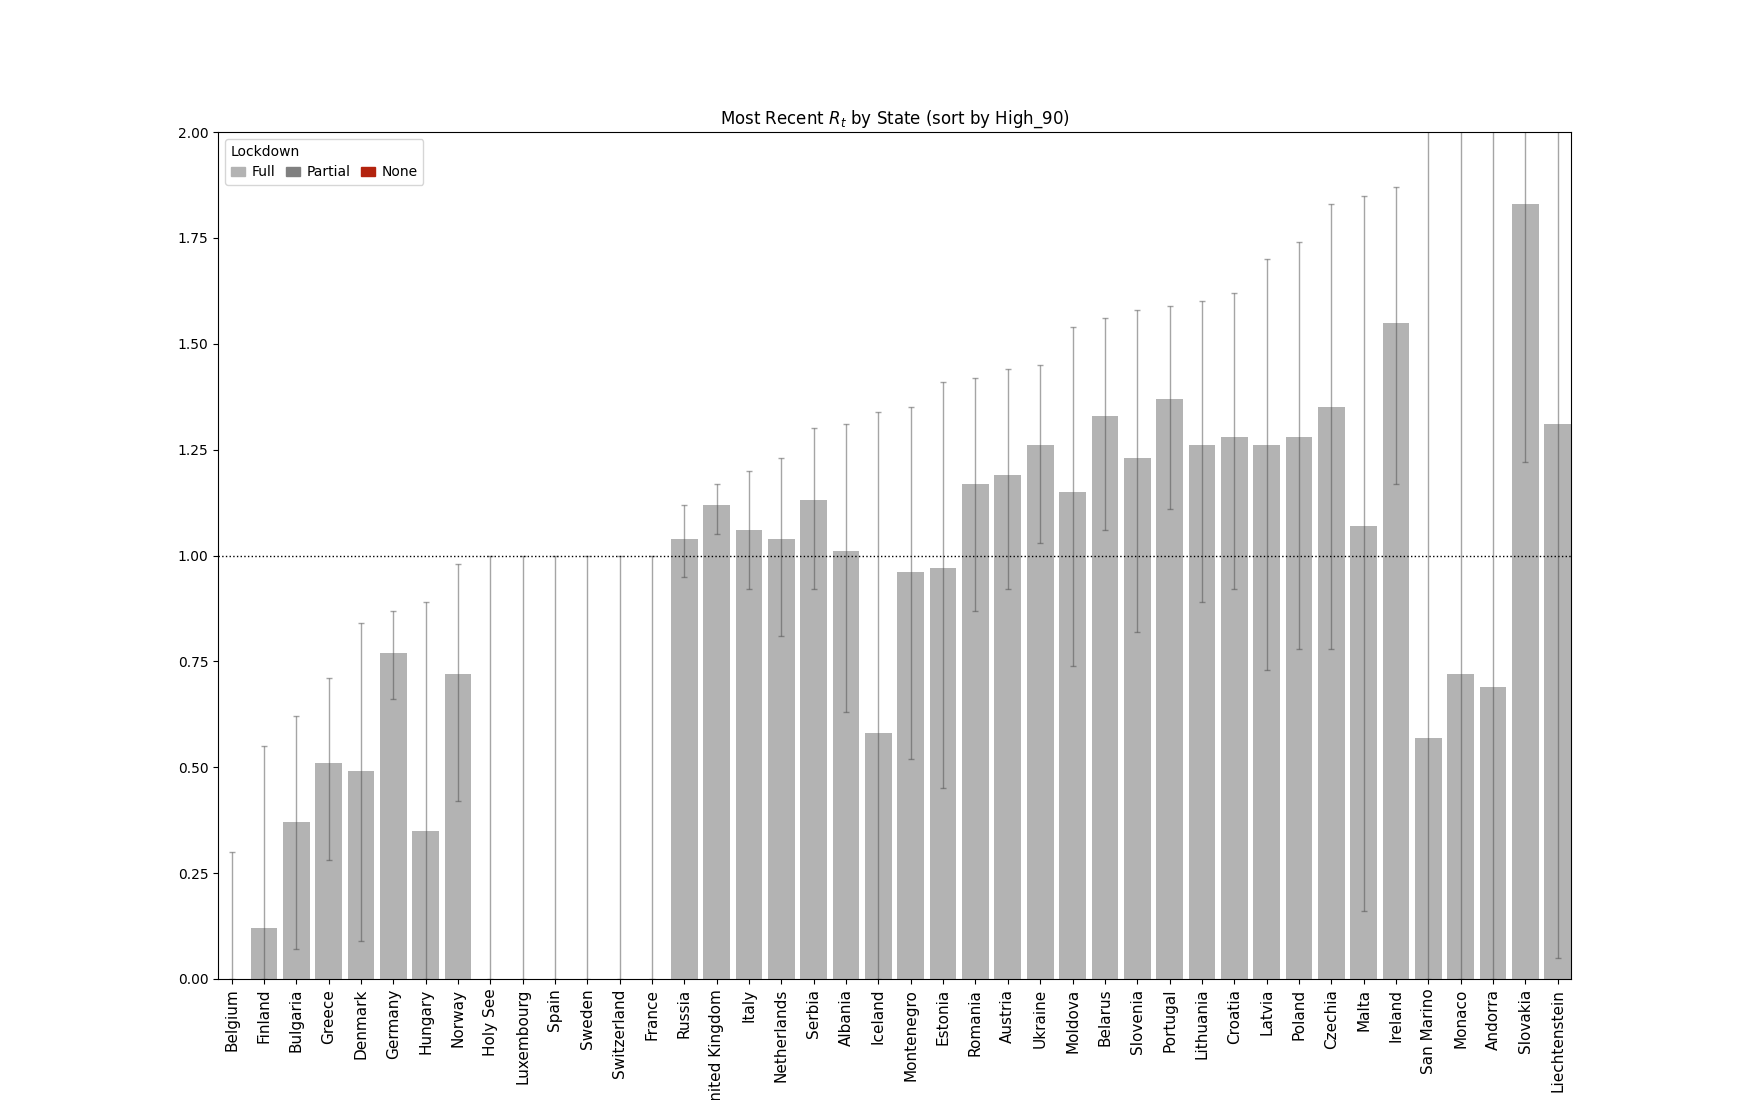 Most Recent R_t by State (sort by High_90)
Lockdown
Full Partial None
2.00
1.75
1.50
1.25
1.00
0.75
0.50
0.25
0.00
Belgium
Finland
Bulgaria
Greece
Denmark
Germany
Hungary
Norway
Holy See
Luxembourg
Spain
Sweden
Switzerland
France
Russia
nited Kingdom
Italy
Netherlands
Serbia
Albania
Iceland
Montenegro
Estonia
Romania
Austria
Ukraine
Moldova
Belarus
Slovenia
Portugal
Lithuania
Croatia
Latvia
Poland
Czechia
Malta
Ireland
San Marino
Monaco
Andorra
Slovakia
Liechtenstein